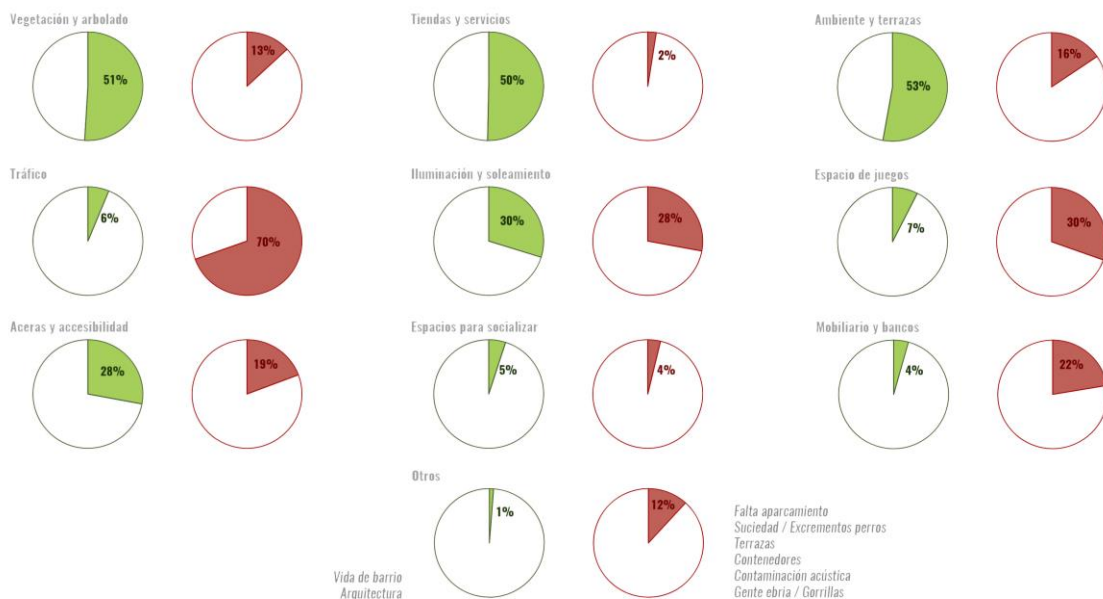 Vegetación y arbolado
Tiendas y servicios
Ambiente y terrazas
51%
13%
50%
2%
53%
16%
Tráfico
Iluminación y soleamiento
Espacio de juegos
6%
70%
30%
28%
7%
30%
Aceras y accesibilidad
Espacios para socializar
Mobiliario y bancos
28%
19%
5%
4%
4%
22%
Otros
1%
12%
Vida de barrio
Arquitectura
Falta aparcamiento
Suciedad / Excrementos perros
Terrazas
Contenedores
Contaminación acústica
Gente ebria / Gorrillas